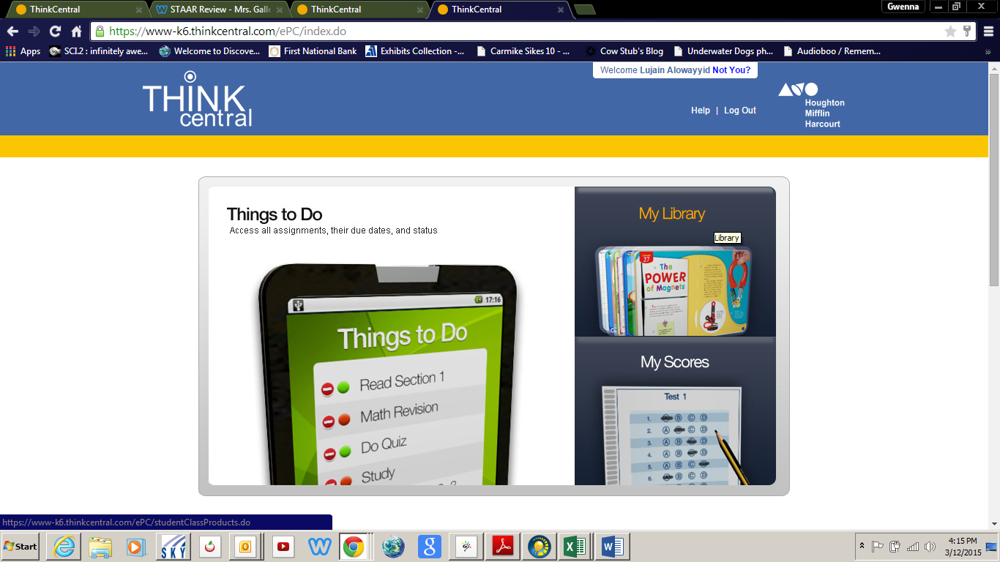 ThinkCentral
STAAR Review - Mrs. Galle
ThinkCentral
ThinkCentral
Gwenna
https://www-k6.thinkcentral.com/ePC/index.do
Apps
SCI.2 : infinitely awe...
Welcome to Discove...
First National Bank
Exhibits Collection -...
Carmike Sikes 10 - ...
Cow Stub's Blog
Underwater Dogs ph...
Audioboo / Remem...
»
THINK
central
Welcome Lujain Alowayyid Not You?
Help | Log Out
Houghton
Mifflin
Harcourt
Things to Do
Access all assignments, their due dates, and status
17:16
Things to Do
Read Section 1
Math Revision
Do Quiz
Study
My Library
Library
27
The
POWER
of Magnets
My Scores
Test 1
1. B C D
2. A C D
3. A B D
4. A B D
5. A B C
6. B C D
https://www-k6.thinkcentral.com/ePC/studentClassProducts.do
Start
SKY
4:15 PM
3/12/2015